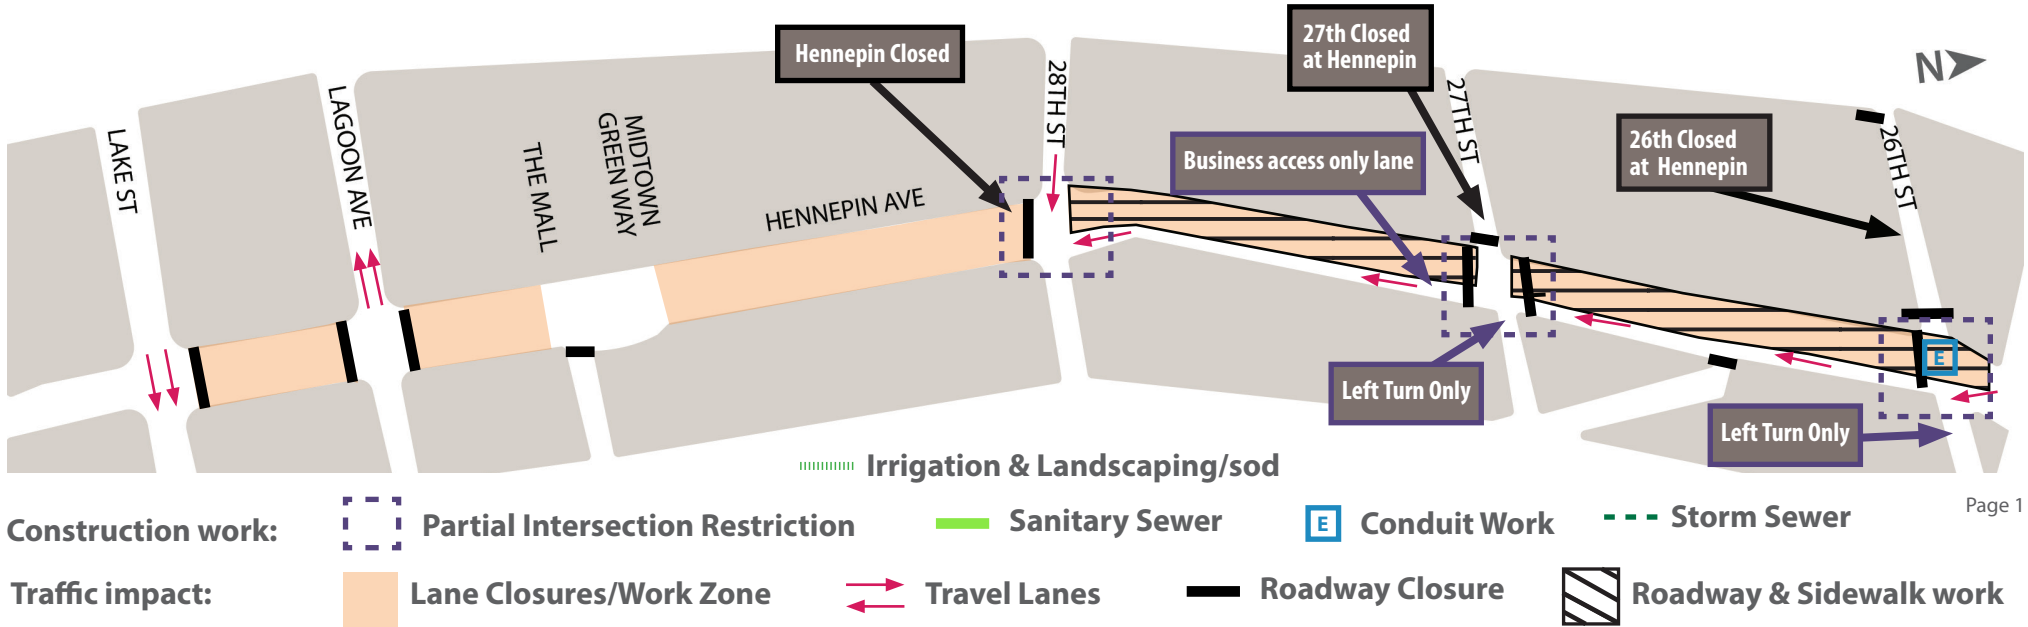 Hennepin Closed
27th Closed
at Hennepin
N
28TH ST
27TH ST
LAGOON AVE
MIDTOWN
GREEN WAY
THE MALL
LAKE ST
26th Closed
at Hennepin
26TH ST
Business access only lane
HENNEPIN AVE
E
Left Turn Only
Left Turn Only
Irrigation & Landscaping/sod
Page 1
Construction work:
Partial Intersection Restriction
Sanitary Sewer
E
Conduit Work
Storm Sewer
Traffic impact:
Lane Closures/Work Zone
Travel Lanes
Roadway Closure
Roadway & Sidewalk work